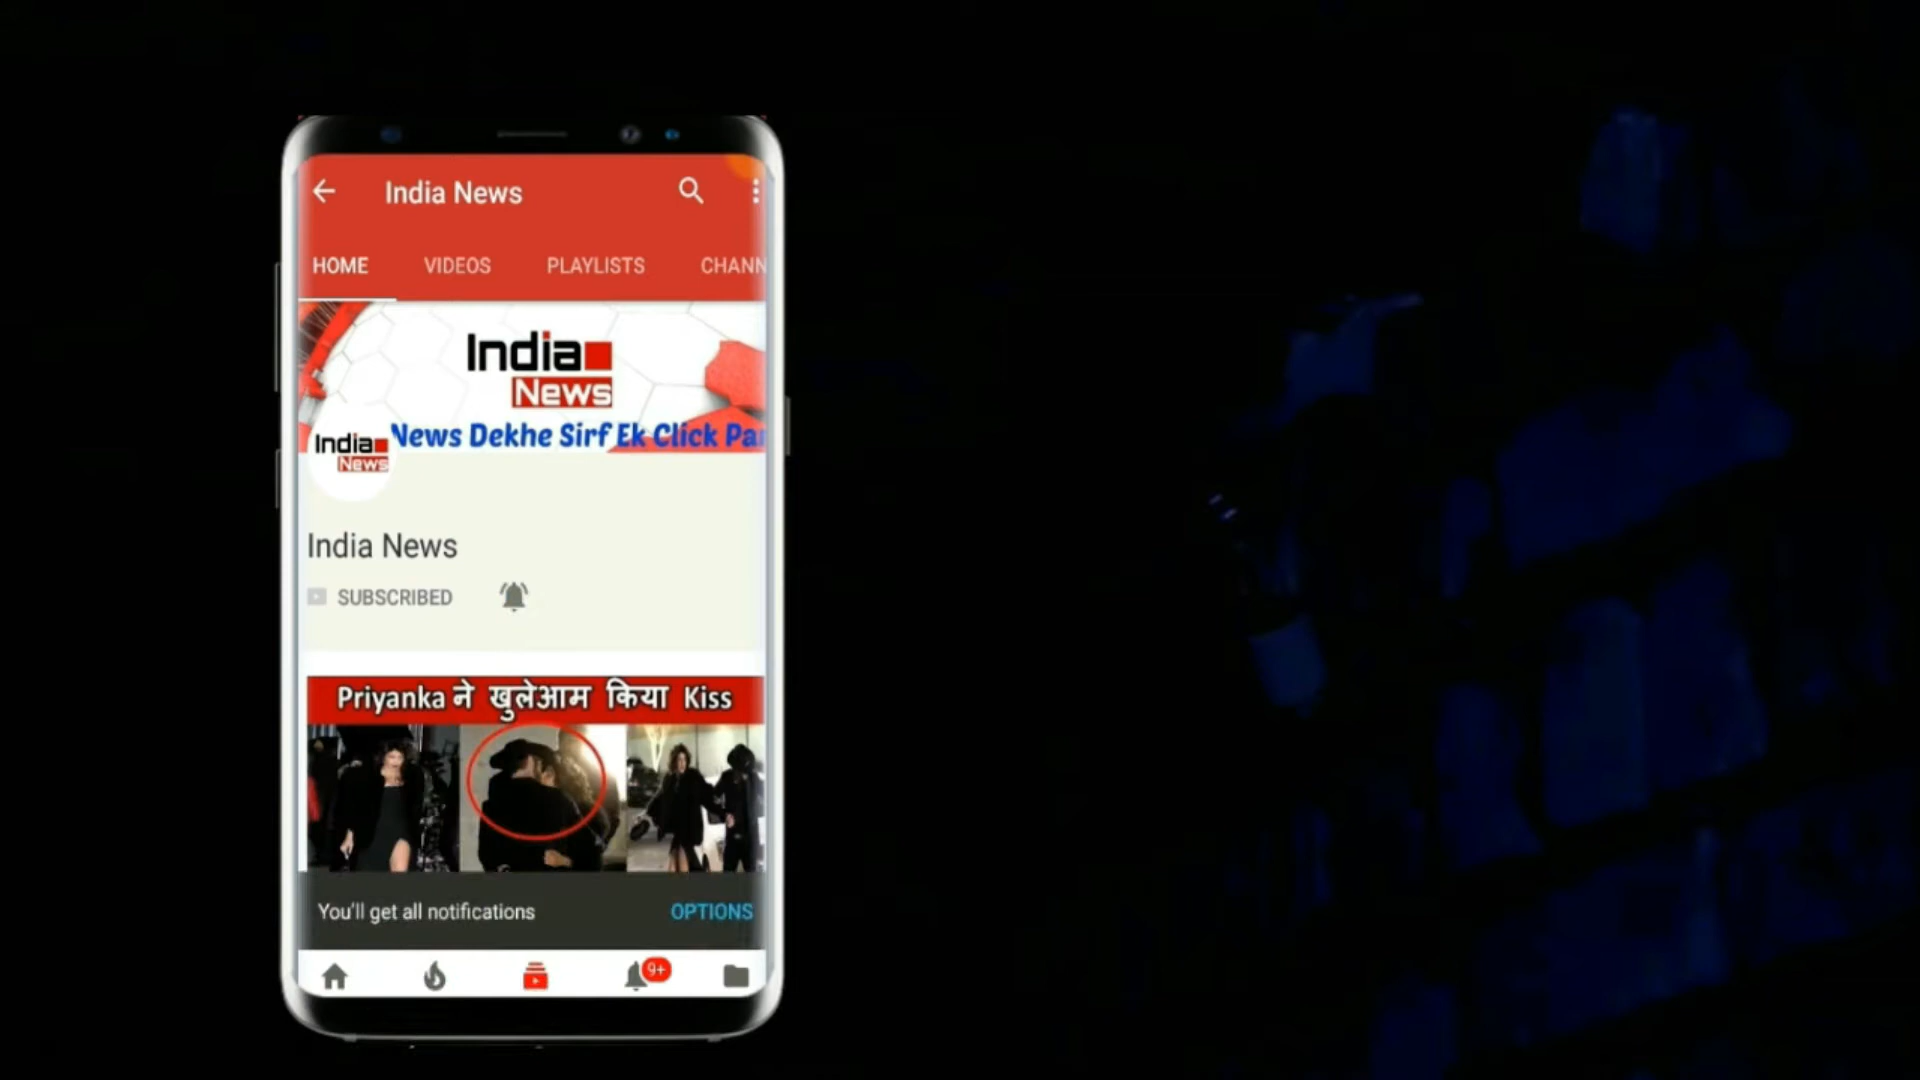 India News
HOME VIDEOS PLAYLISTS CHANN
India
News
News Dekhe Sirf Ek Click Par
India
News
India News
SUBSCRIBED
Priyanka ने खुलेआम किया Kiss
You'll get all notifications OPTIONS
9+